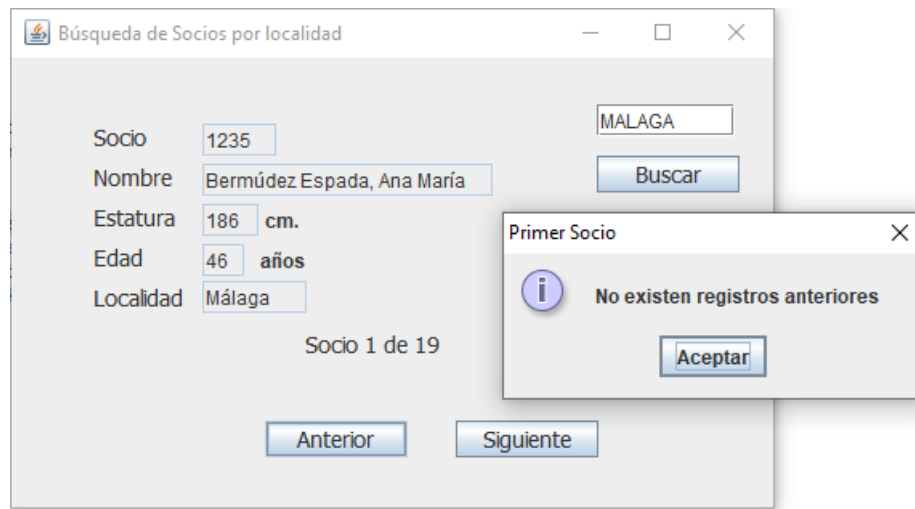 Búsqueda de Socios por localidad
MALAGA
Socio 1235
Buscar
Nombre Bermúdez Espada, Ana María
Estatura 186 cm.
Edad 46 años
Localidad Málaga
Socio 1 de 19
Anterior Siguiente
Primer Socio
No existen registros anteriores
Aceptar